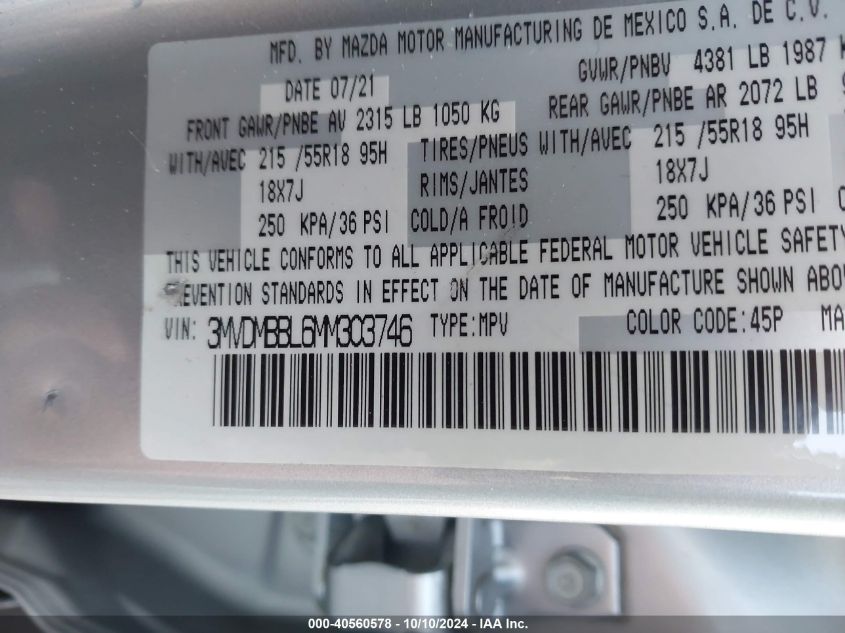 MFD. BY MAZDA MOTOR MANUFACTURING DE MEXICO S.A. DE C.V.
DATE 07/21 GVWR/PNBV 4381 LB 1987
FRONT GAWR/PNBE AV 2315 LB 1050 KG REAR GAWR/PNBE AR 2072 LB
WITH/AVEC 215 /55R18 95H TIRES/PNEUS WITH/AVEC 215 /55R18 95H
18X7J RIMS/JANTES 18X7J
250 KPA/36 PSI COLD/A FROID 250 KPA/36 PSI
THIS VEHICLE CONFORMS TO ALL APPLICABLE FEDERAL MOTOR VEHICLE SAFETY
REVENTION STANDARDS IN EFFECT ON THE DATE OF MANUFACTURE SHOWN ABOV
VIN: 3MVDMBBL6MM303746 TYPE:MPV COLOR CODE:45P MA
000-40560578 - 10/10/2024 - IAA Inc.